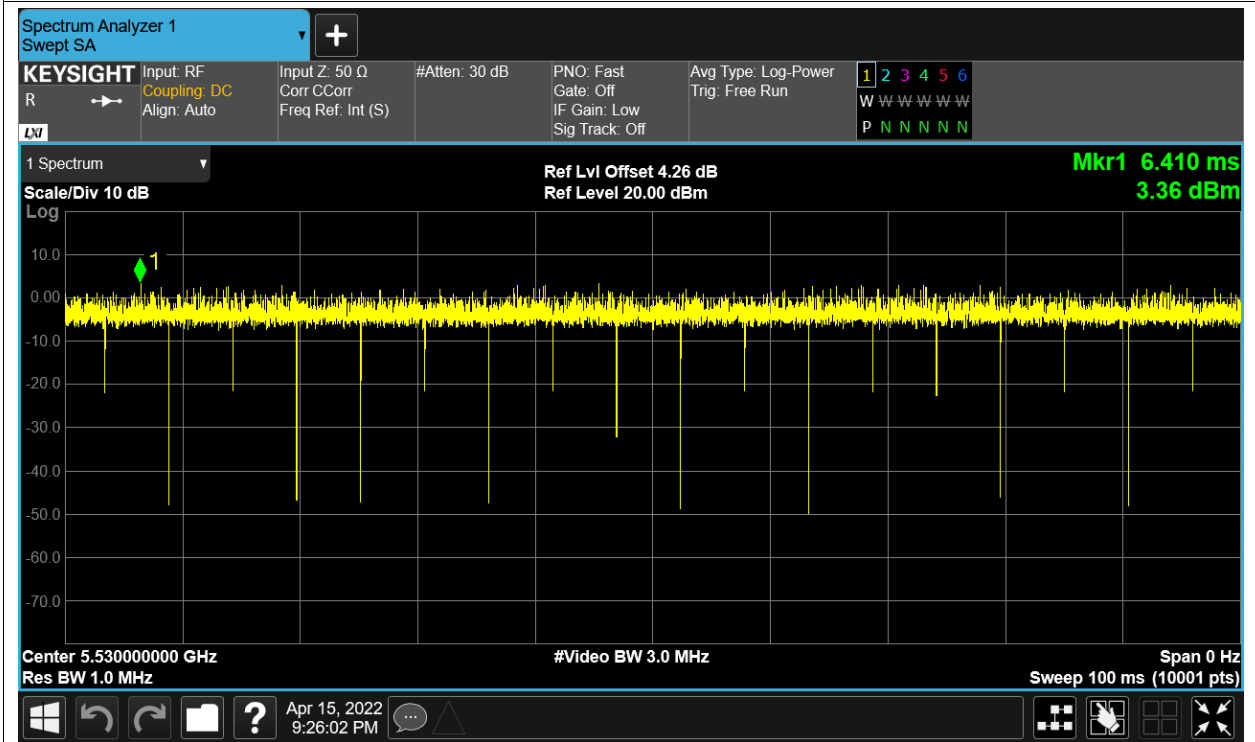 Spectrum Analyzer 1
Swept SA
KEYSIGHT
R
LXI
Input: RF
Coupling: DC
Align: Auto
Input Z: 50 Ω
Corr CCorr
Freq Ref: Int (S)
#Atten: 30 dB
PNO: Fast
Gate: Off
IF Gain: Low
Sig Track: Off
Avg Type: Log-Power
Trig: Free Run
1 2 3 4 5 6
W W W W W W
P N N N N N
1 Spectrum
Scale/Div 10 dB
Ref Lvl Offset 4.26 dB
Ref Level 20.00 dBm
Mkr1 6.410 ms
3.36 dBm
Log
1
10.0
0.00
-10.0
-20.0
-30.0
-40.0
-50.0
-60.0
-70.0
Center 5.530000000 GHz
#Video BW 3.0 MHz
Span 0 Hz
Res BW 1.0 MHz
Sweep 100 ms (10001 pts)
?
Apr 15, 2022
9:26:02 PM